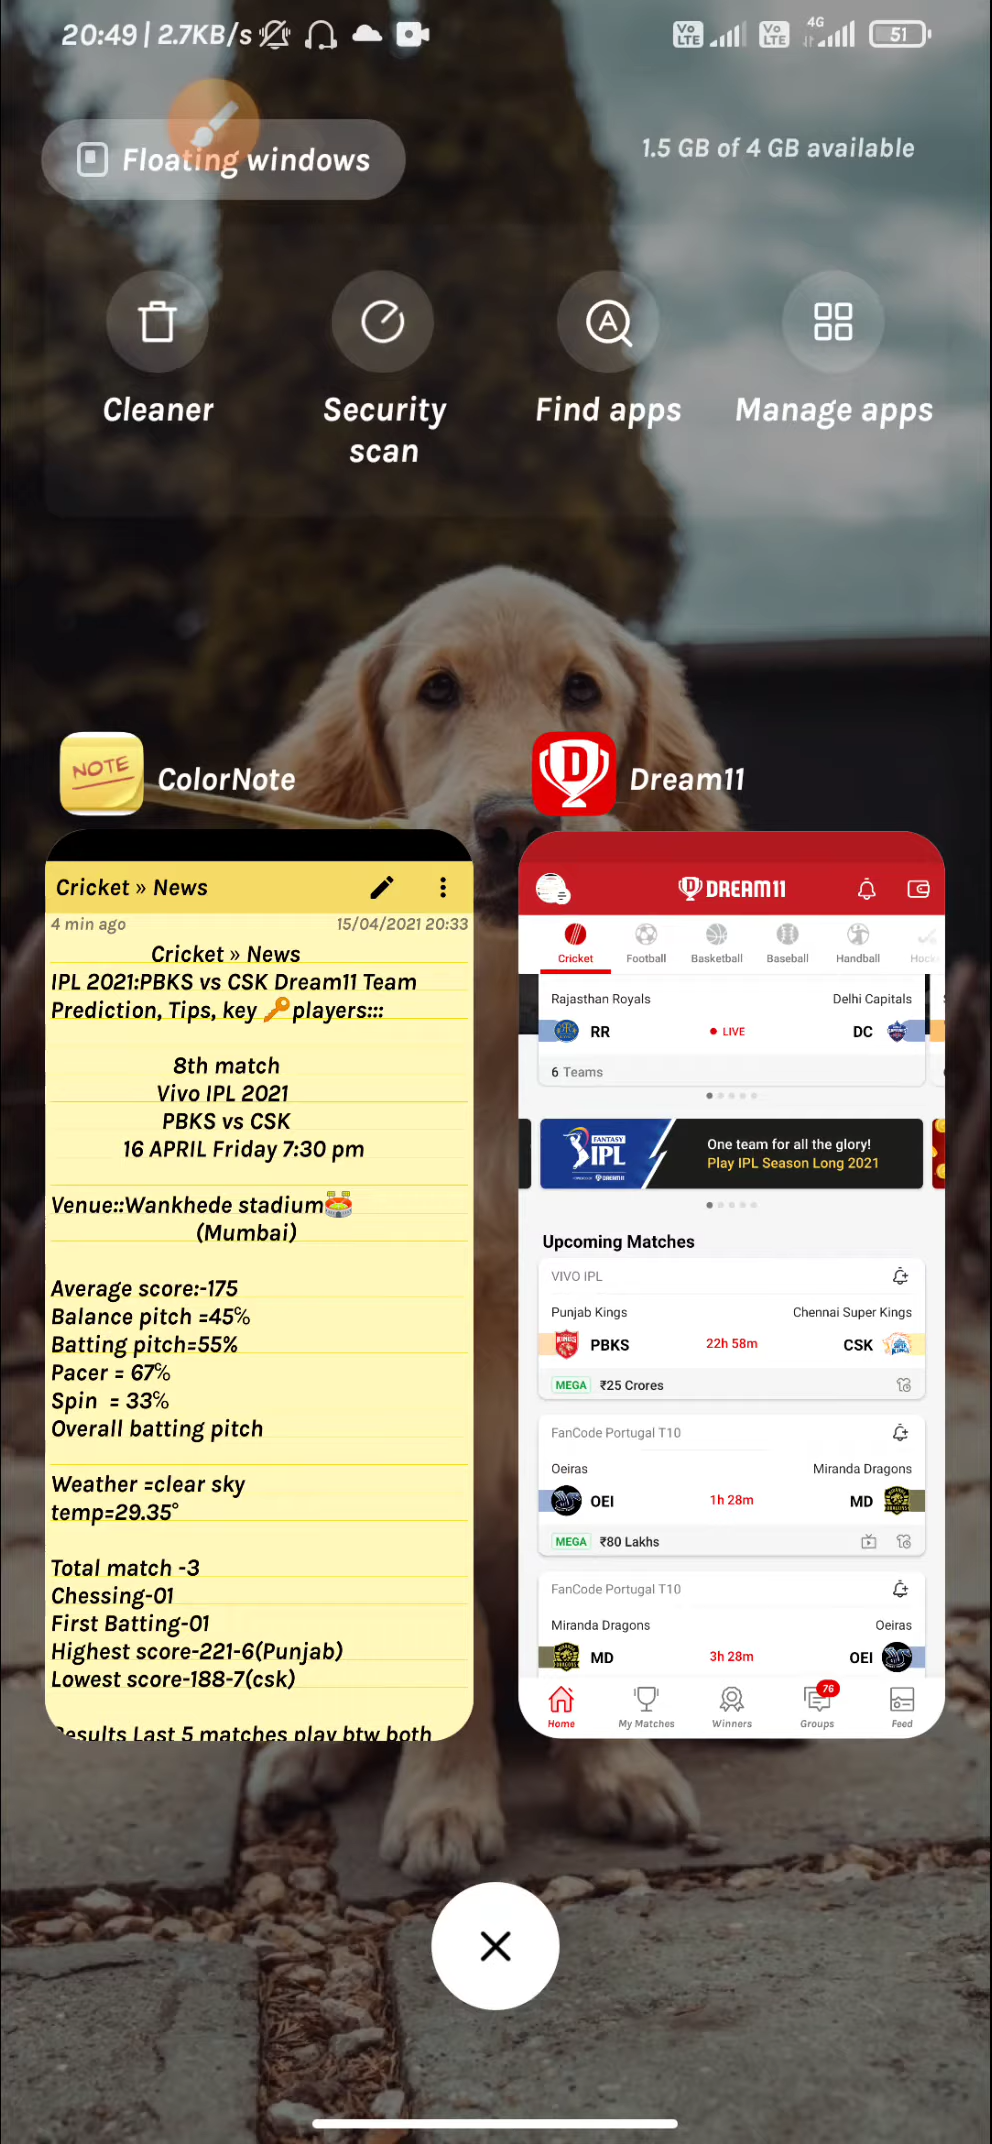 20:49 | 2.7KB/s
Vo LTE
Vo LTE
4G
51
Floating windows
1.5 GB of 4 GB available
Cleaner
Security scan
Find apps
Manage apps
NOTE
ColorNote
Cricket » News
4 min ago 15/04/2021 20:33
Cricket » News
IPL 2021:PBKS vs CSK Dream11 Team
Prediction, Tips, key 🔑players:::
8th match
Vivo IPL 2021
PBKS vs CSK
16 APRIL Friday 7:30 pm
Venue::Wankhede stadium🏟
(Mumbai)
Average score:-175
Balance pitch =45%
Batting pitch=55%
Pacer = 67%
Spin = 33%
Overall batting pitch
Weather =clear sky
temp=29.35°
Total match -3
Chessing-01
First Batting-01
Highest score-221-6(Punjab)
Lowest score-188-7(csk)
Results Last 5 matches play btw both
D
Dream11
D DREAM11
Cricket Football Basketball Baseball Handball
Rajasthan Royals Delhi Capitals
RR LIVE DC
6 Teams
FANTASY IPL
DREAM11
One team for all the glory!
Play IPL Season Long 2021
Upcoming Matches
VIVO IPL
Punjab Kings Chennai Super Kings
PBKS 22h 58m CSK
MEGA ₹25 Crores
FanCode Portugal T10
Oeiras Miranda Dragons
OEI 1h 28m MD
MEGA ₹80 Lakhs
FanCode Portugal T10
Miranda Dragons Oeiras
MD 3h 28m OEI
76
Home My Matches Winners Groups Feed